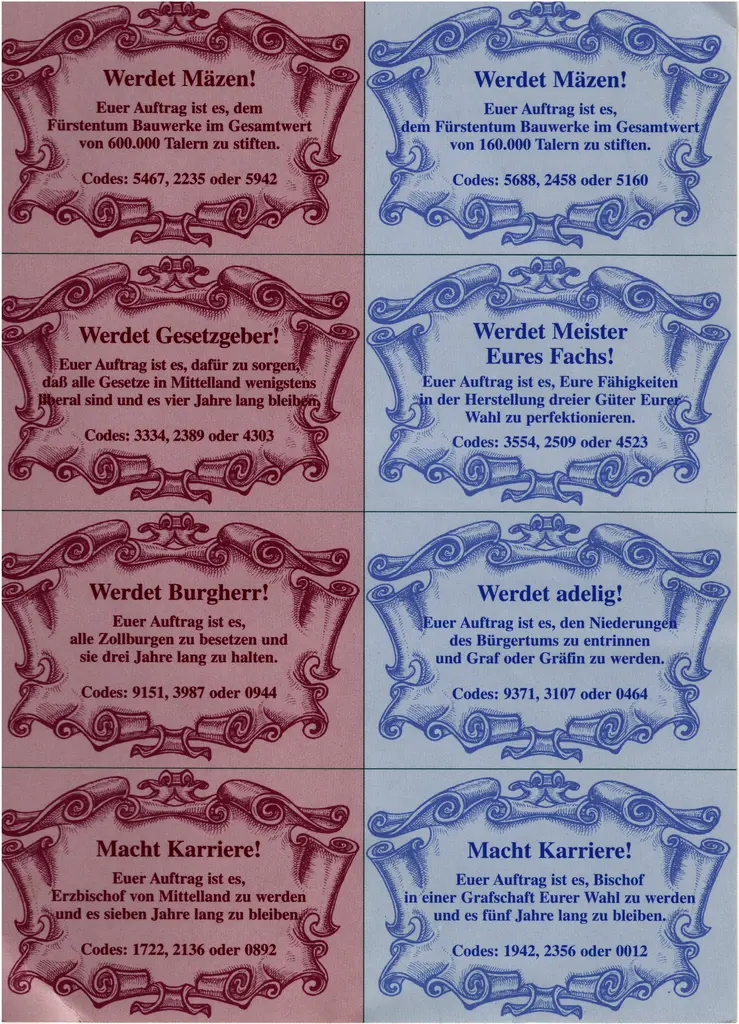 Werdet Mäzen!
Euer Auftrag ist es, dem
Fürstentum Bauwerke im Gesamtwert
von 600.000 Talern zu stiften.
Codes: 5467, 2235 oder 5942
Werdet Mäzen!
Euer Auftrag ist es,
dem Fürstentum Bauwerke im Gesamtwert
von 160.000 Talern zu stiften.
Codes: 5688, 2458 oder 5160
Werdet Gesetzgeber!
Euer Auftrag ist es, dafür zu sorgen,
daß alle Gesetze in Mittelland wenigstens
liberal sind und es vier Jahre lang bleiben.
Codes: 3334, 2389 oder 4303
Werdet Meister
Eures Fachs!
Euer Auftrag ist es, Eure Fähigkeiten
in der Herstellung dreier Güter Eurer
Wahl zu perfektionieren.
Codes: 3554, 2509 oder 4523
Werdet Burgherr!
Euer Auftrag ist es,
alle Zollburgen zu besetzen und
sie drei Jahre lang zu halten.
Codes: 9151, 3987 oder 0944
Werdet adelig!
Euer Auftrag ist es, den Niederungen
des Bürgertums zu entrinnen
und Graf oder Gräfin zu werden.
Codes: 9371, 3107 oder 0464
Macht Karriere!
Euer Auftrag ist es,
Erzbischof von Mittelland zu werden
und es sieben Jahre lang zu bleiben.
Codes: 1722, 2136 oder 0892
Macht Karriere!
Euer Auftrag ist es, Bischof
in einer Grafschaft Eurer Wahl zu werden
und es fünf Jahre lang zu bleiben.
Codes: 1942, 2356 oder 0012